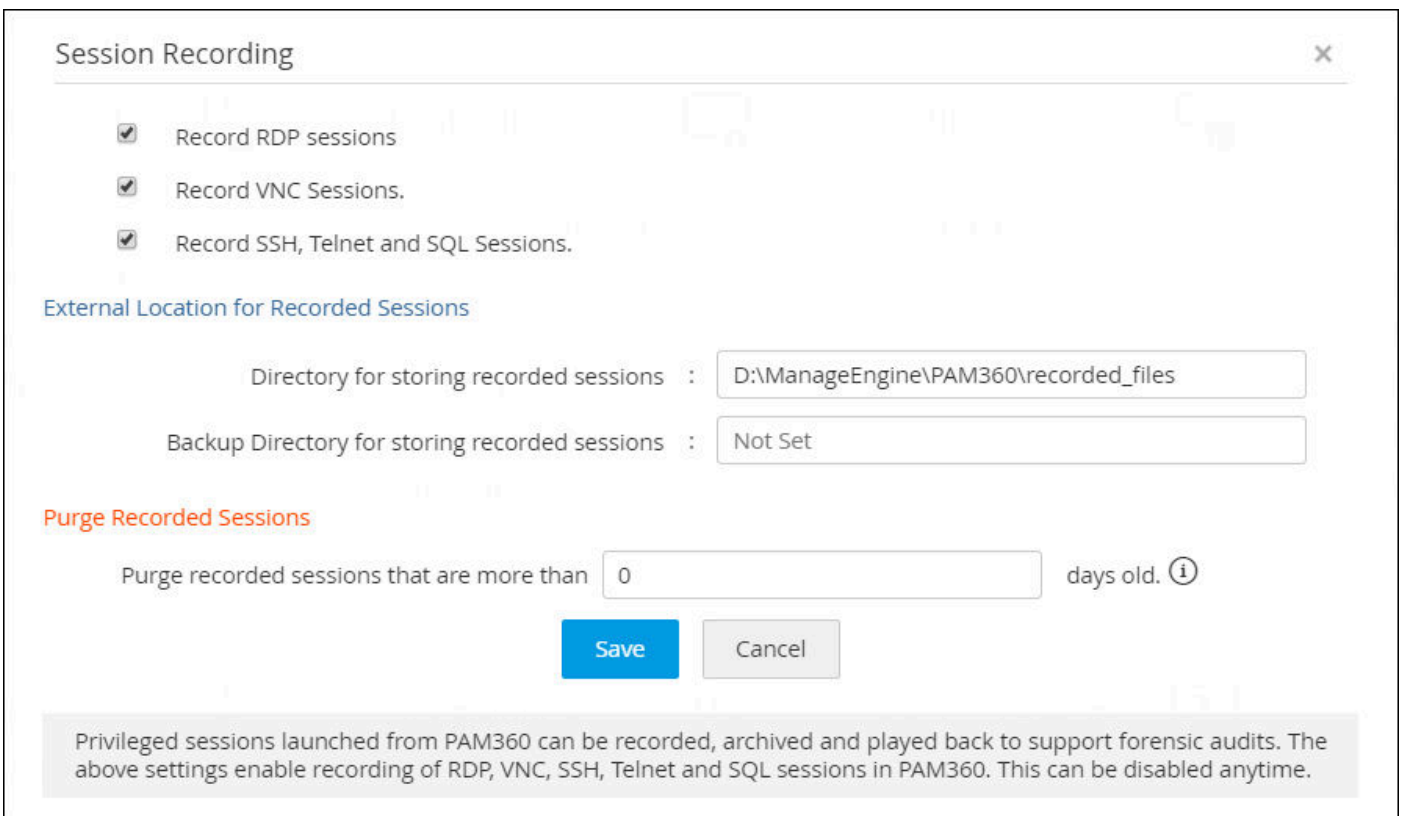 Session Recording
Record RDP sessions
Record VNC Sessions.
Record SSH, Telnet and SQL Sessions.
External Location for Recorded Sessions
Directory for storing recorded sessions : D:\ManageEngine\PAM360\recorded_files
Backup Directory for storing recorded sessions : Not Set
Purge Recorded Sessions
Purge recorded sessions that are more than 0 days old.
Save Cancel
Privileged sessions launched from PAM360 can be recorded, archived and played back to support forensic audits. The
above settings enable recording of RDP, VNC, SSH, Telnet and SQL sessions in PAM360. This can be disabled anytime.